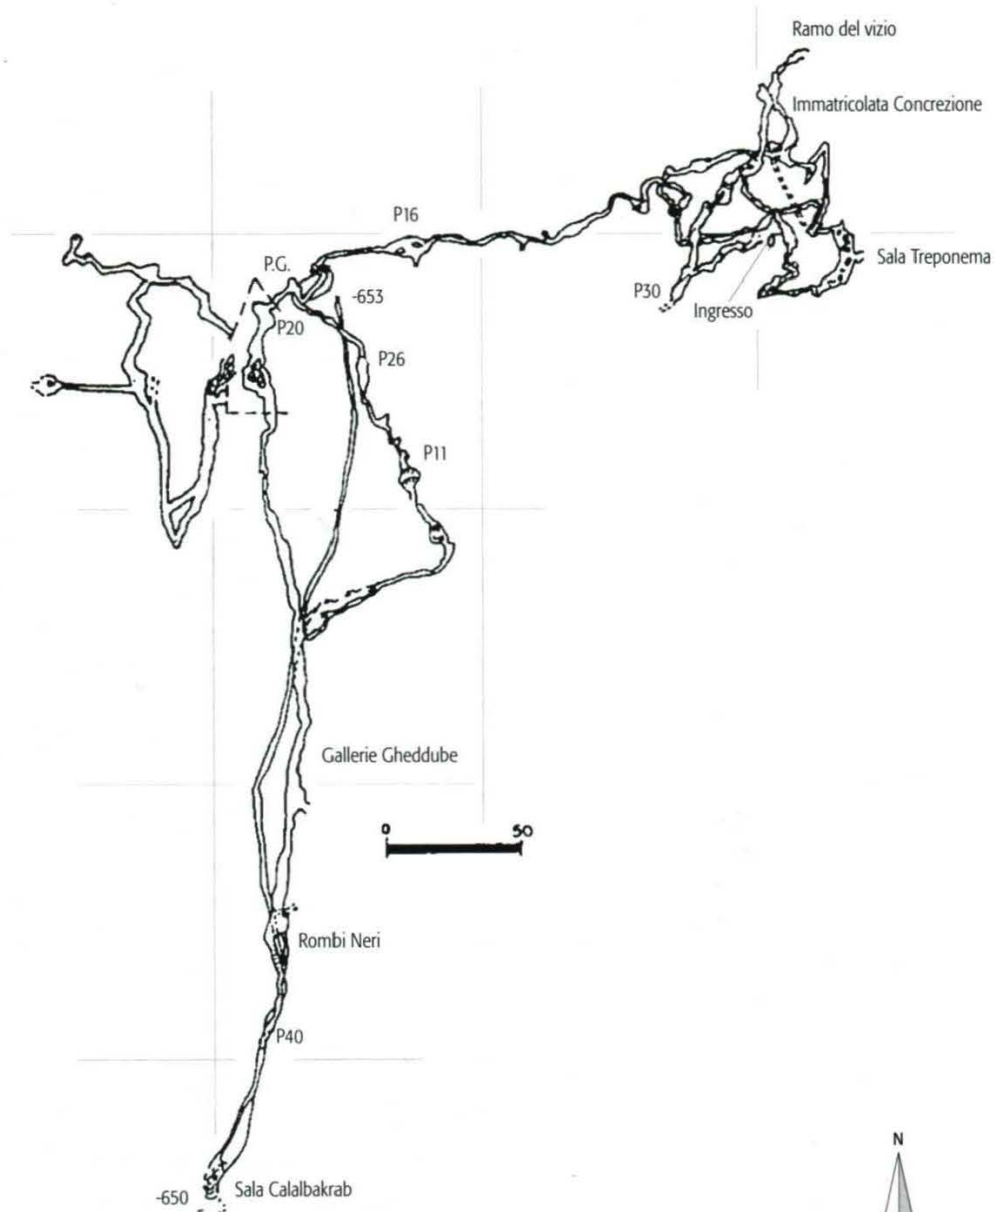 Ramo del vizio
Immatricolata Concrezione
P16
Sala Treponema
P.G.
-653
P30
Ingresso
P20
P26
P11
Gallerie Gheddube
0 50
Rombi Neri
P40
N
-650
Sala Calalbakrab